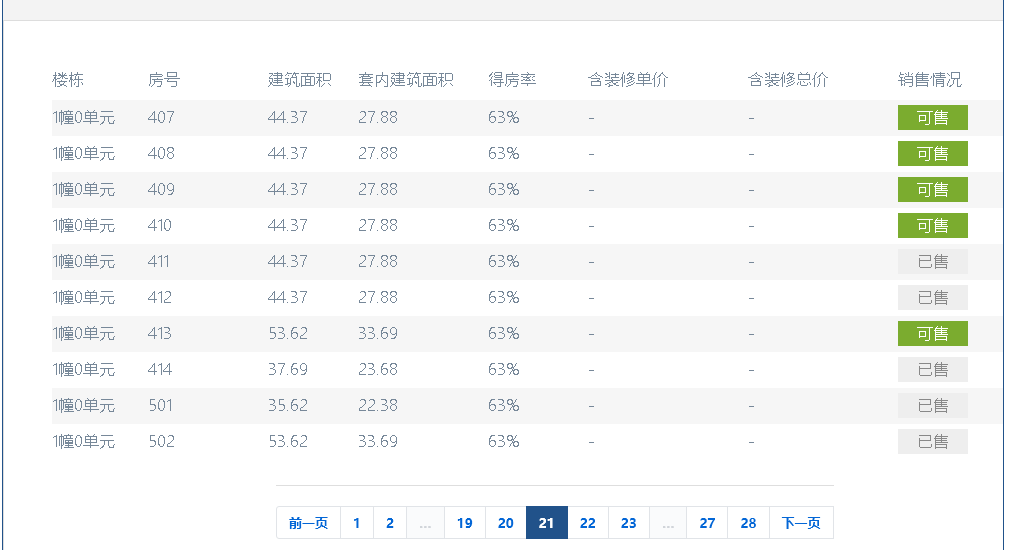 楼栋 房号 建筑面积 套内建筑面积 得房率 含装修单价 含装修总价 销售情况
1幢0单元 407 44.37 27.88 63% - - 可售
1幢0单元 408 44.37 27.88 63% - - 可售
1幢0单元 409 44.37 27.88 63% - - 可售
1幢0单元 410 44.37 27.88 63% - - 可售
1幢0单元 411 44.37 27.88 63% - - 已售
1幢0单元 412 44.37 27.88 63% - - 已售
1幢0单元 413 53.62 33.69 63% - - 可售
1幢0单元 414 37.69 23.68 63% - - 已售
1幢0单元 501 35.62 22.38 63% - - 已售
1幢0单元 502 53.62 33.69 63% - - 已售
前一页 1 2 ... 19 20 21 22 23 ... 27 28 下一页